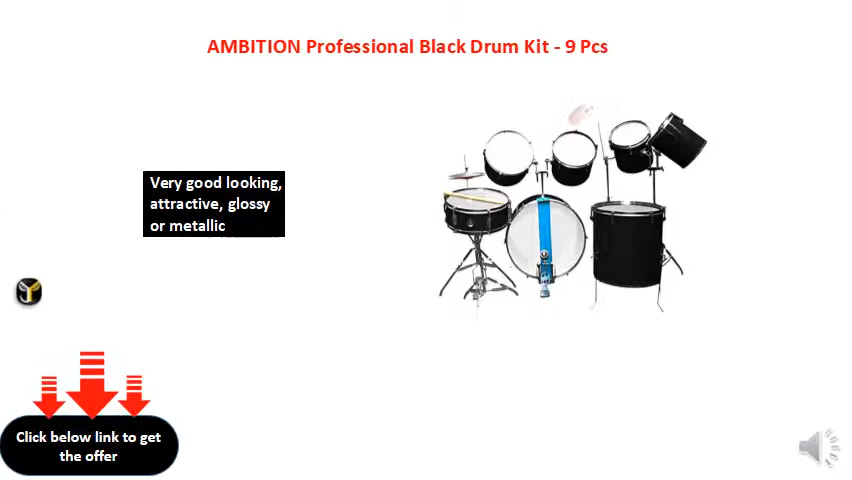 AMBITION Professional Black Drum Kit - 9 Pcs
Very good looking,
attractive, glossy
or metallic
Click below link to get
the offer